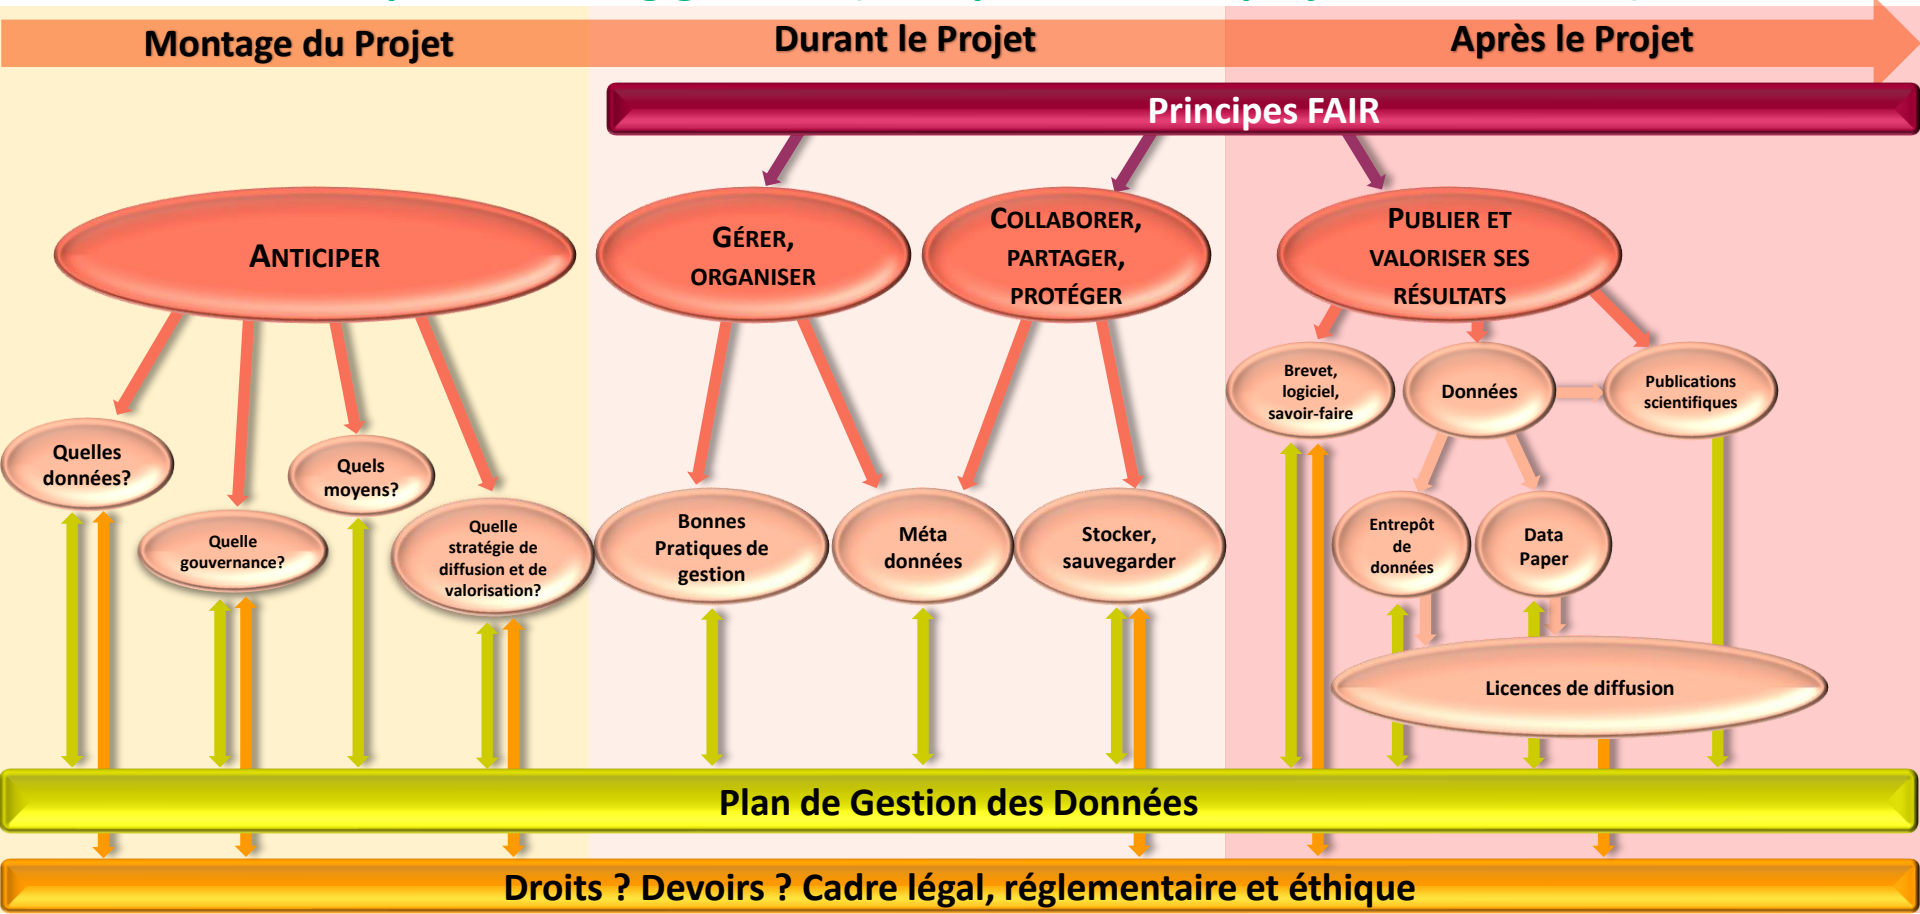 Montage du Projet
Durant le Projet
Après le Projet
Principes FAIR
ANTICIPER
GÉRER,
ORGANISER
COLLABORER,
PARTAGER,
PROTÉGER
PUBLIER ET
VALORISER SES
RÉSULTATS
Quelles
données?
Quelle
gouvernance?
Quels
moyens?
Quelle
stratégie de
diffusion et de
valorisation?
Bonnes
Pratiques de
gestion
Méta
données
Stocker,
sauvegarder
Brevet,
logiciel,
savoir-faire
Données
Publications
scientifiques
Entrepôt
de
données
Data
Paper
Licences de diffusion
Plan de Gestion des Données
Droits ? Devoirs ? Cadre légal, réglementaire et éthique